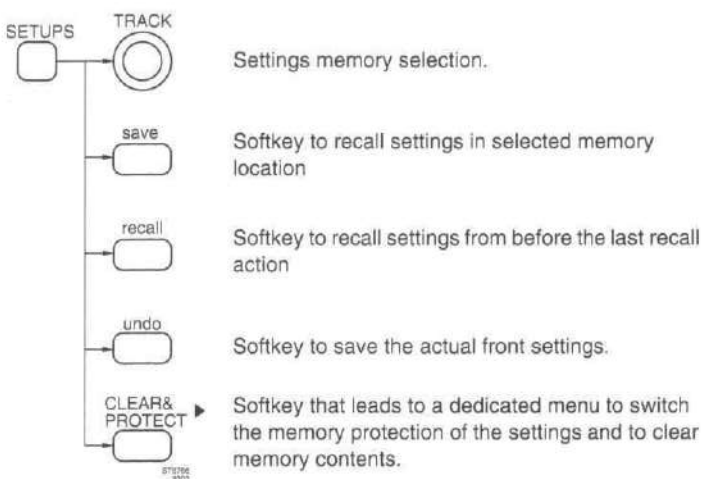 SETUPS
TRACK
Settings memory selection.
save
Softkey to recall settings in selected memory
location
recall
Softkey to recall settings from before the last recall
action
undo
Softkey to save the actual front settings.
CLEAR&
PROTECT
Softkey that leads to a dedicated menu to switch
the memory protection of the settings and to clear
memory contents.